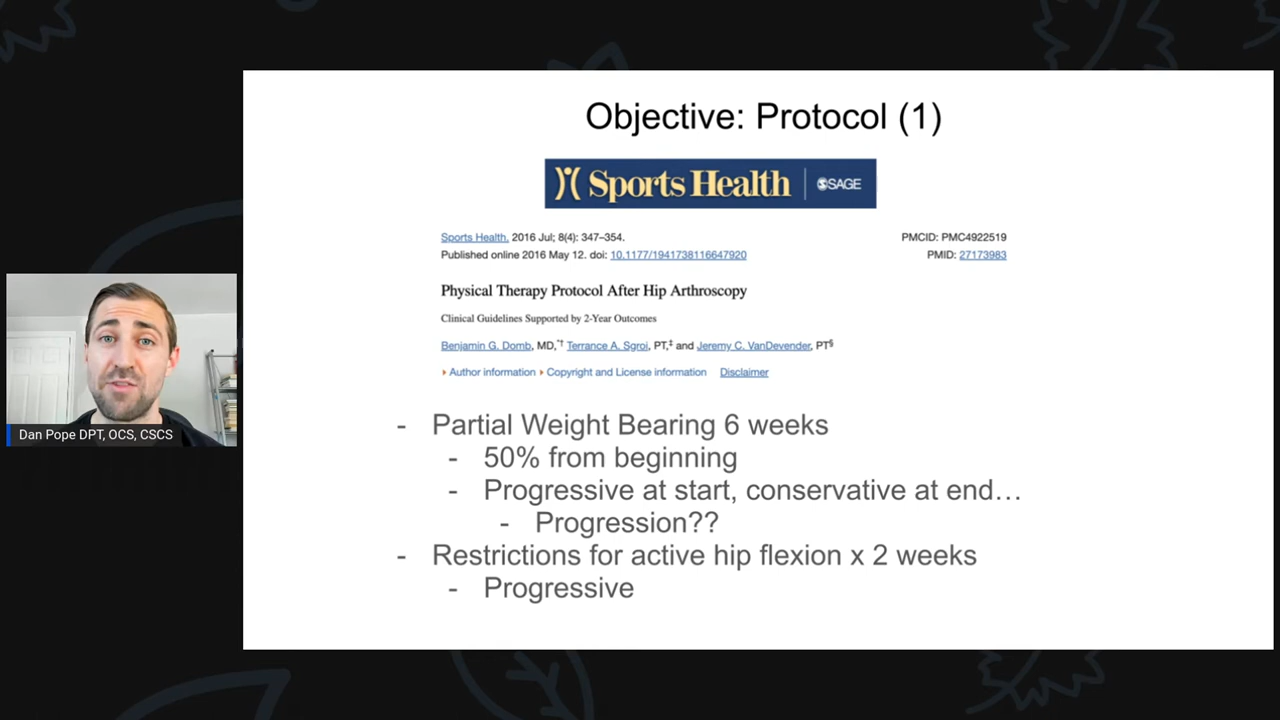 Objective: Protocol (1)
Sports Health | SAGE
Sports Health. 2016 Jul; 8(4): 347–354.
PMCID: PMC4922519
Published online 2016 May 12. doi: 10.1177/1941738116647920
PMID: 27173983
Physical Therapy Protocol After Hip Arthroscopy
Clinical Guidelines Supported by 2-Year Outcomes
Benjamin G. Domb, MD,*† Terrance A. Sgroi, PT,‡ and Jeremy C. VanDevender, PT§
Author information Copyright and License information Disclaimer
- Partial Weight Bearing 6 weeks
- 50% from beginning
- Progressive at start, conservative at end…
- Progression??
- Restrictions for active hip flexion x 2 weeks
- Progressive
Dan Pope DPT, OCS, CSCS